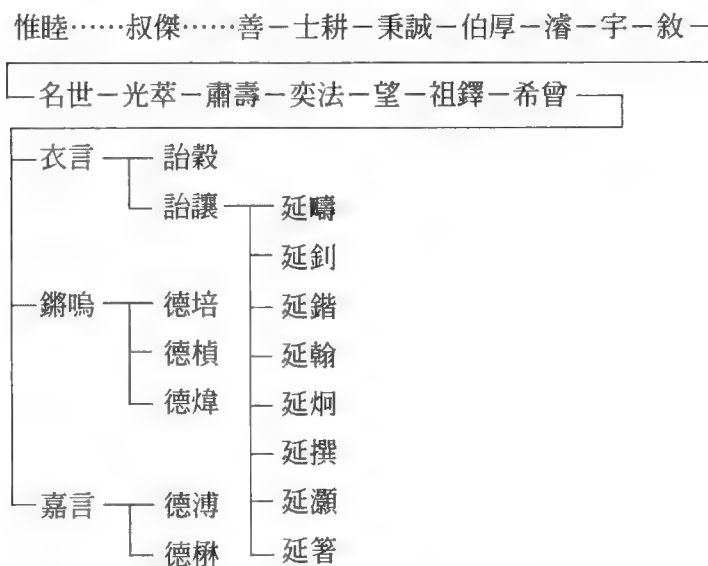 惟睦……叔傑……善－士耕－秉誠－伯厚－濬－宇－敘
名世－光萃－肅壽－奕法－望－祖鐸－希曾
衣言 詒穀
詒讓 延疇
延釗
鏘鳴 德培 延鍇
德楨 延翰
德煒 延炯
延撰
嘉言 德溥 延灝
德楙 延箸